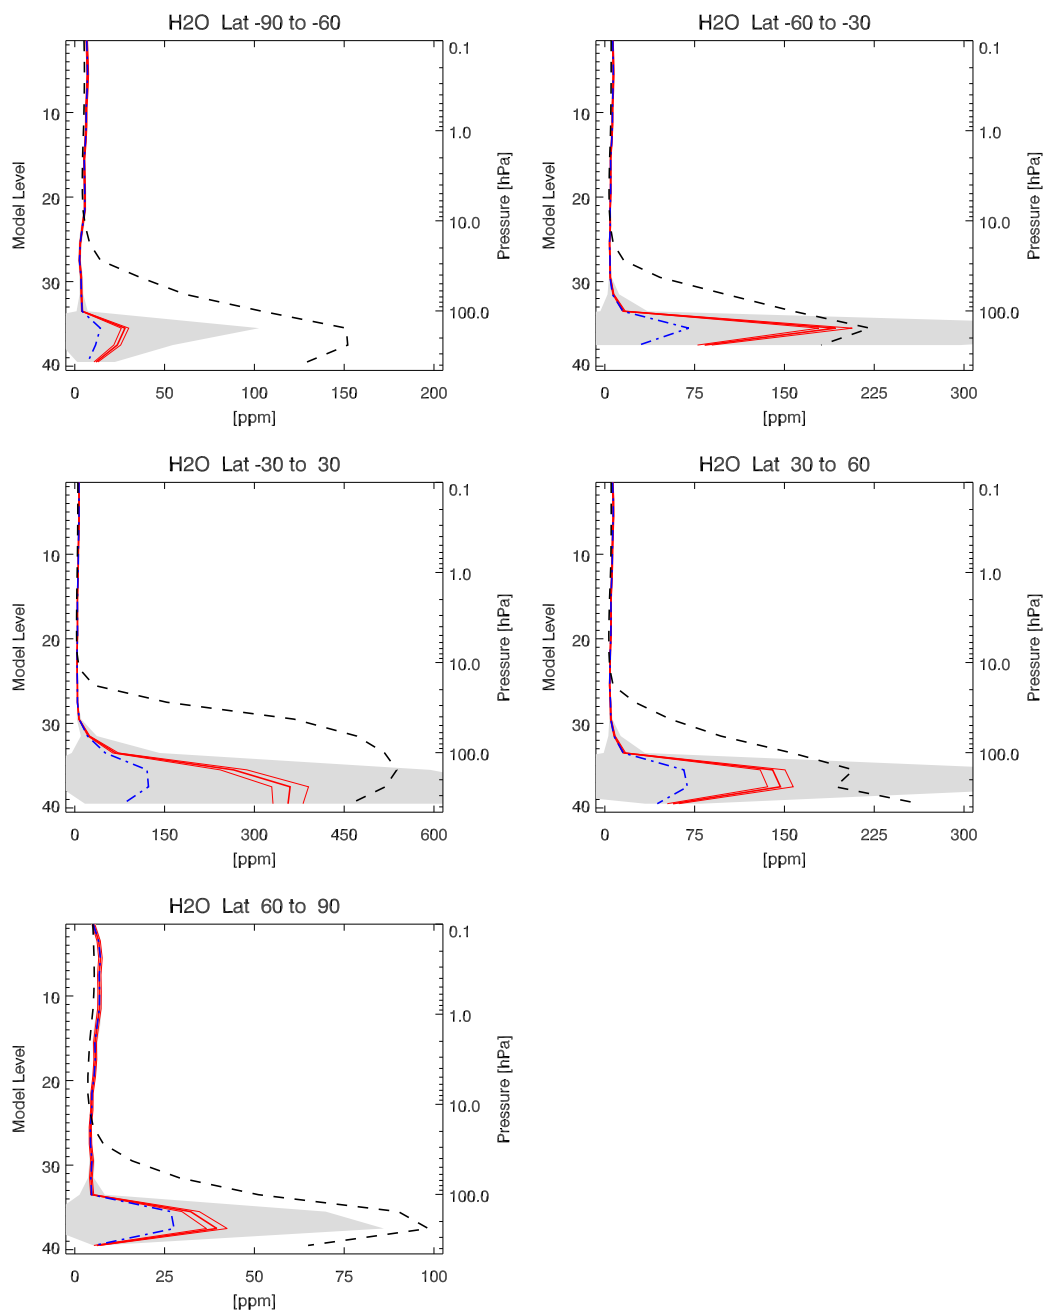 H2O Lat -90 to -60
H2O Lat -60 to -30
0.1
0.1
10
1.0
10
1.0
Model Level
Pressure [hPa]
Model Level
Pressure [hPa]
20
10.0
20
10.0
30
100.0
30
100.0
40
40
0 50 100 150 200
0 75 150 225 300
[ppm]
[ppm]
H2O Lat -30 to 30
H2O Lat 30 to 60
0.1
0.1
10
1.0
10
1.0
Model Level
Pressure [hPa]
Model Level
Pressure [hPa]
20
10.0
20
10.0
30
100.0
30
100.0
40
40
0 150 300 450 600
0 75 150 225 300
[ppm]
[ppm]
H2O Lat 60 to 90
0.1
10
1.0
Model Level
Pressure [hPa]
20
10.0
30
100.0
40
0 25 50 75 100
[ppm]